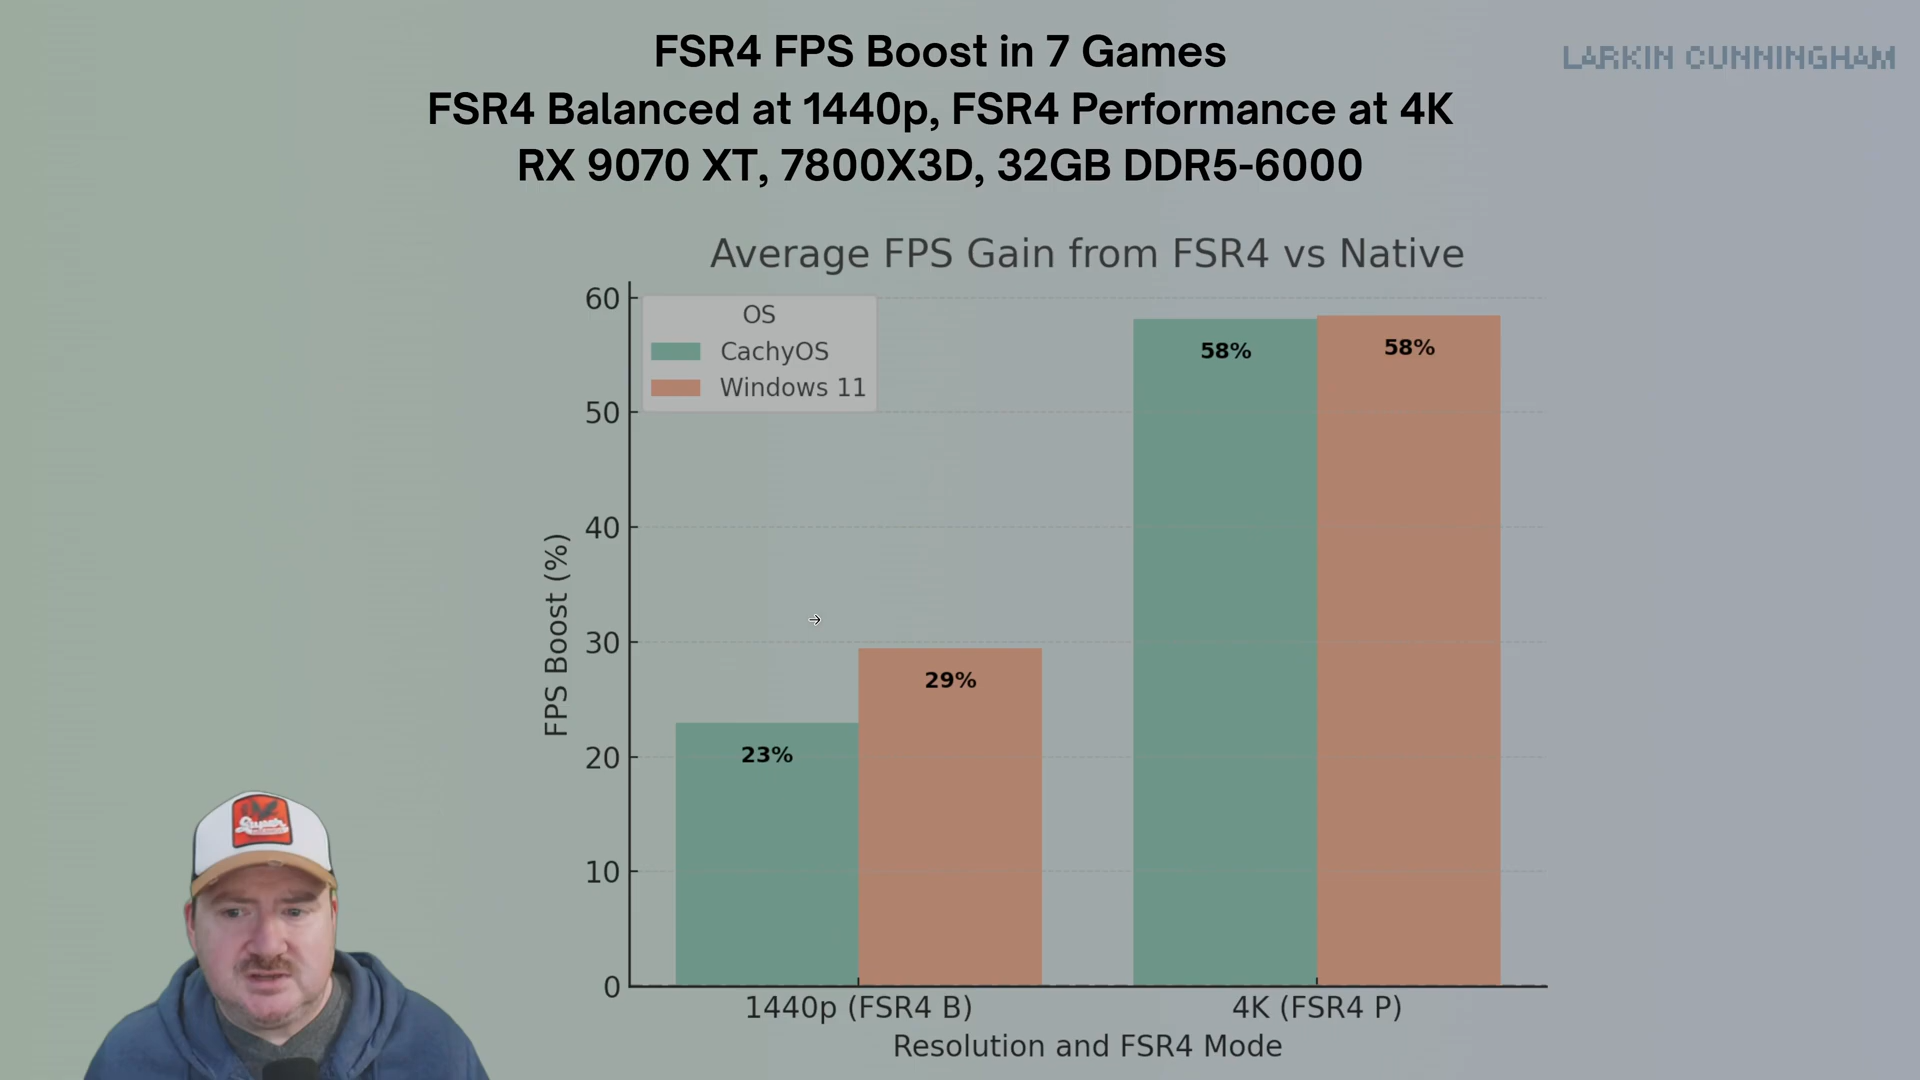 FSR4 FPS Boost in 7 Games
FSR4 Balanced at 1440p, FSR4 Performance at 4K
RX 9070 XT, 7800X3D, 32GB DDR5-6000
LARKIN CUNNINGHAM
Average FPS Gain from FSR4 vs Native
OS
CachyOS
Windows 11
FPS Boost (%)
60
50
40
30
20
10
0
23%
29%
58%
58%
1440p (FSR4 B)
4K (FSR4 P)
Resolution and FSR4 Mode
Super